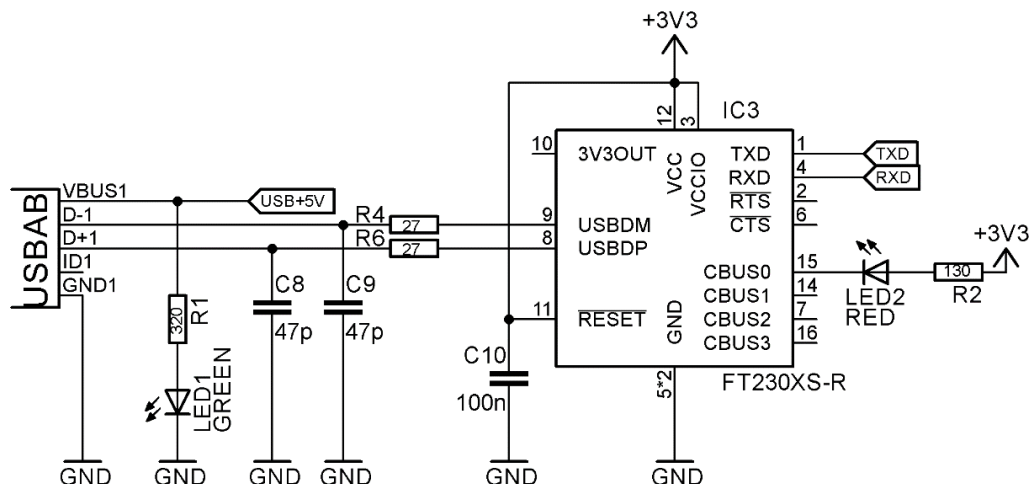 +3V3
IC3
12
3
10
3V3OUT
VCC
VCCIO
TXD
1
TXD
RXD
4
RXD
RTS
2
CTS
6
USBAB
VBUS1
USB+5V
D-1
R4
27
9
USBDM
D+1
R6
27
8
USBDP
ID1
GND1
+3V3
CBUS0
15
130
R2
LED2
RED
CBUS1
14
CBUS2
7
CBUS3
16
320
R1
C8
47p
C9
47p
11
RESET
GND
C10
100n
5*2
FT230XS-R
LED1
GREEN
GND
GND
GND
GND
GND
GND